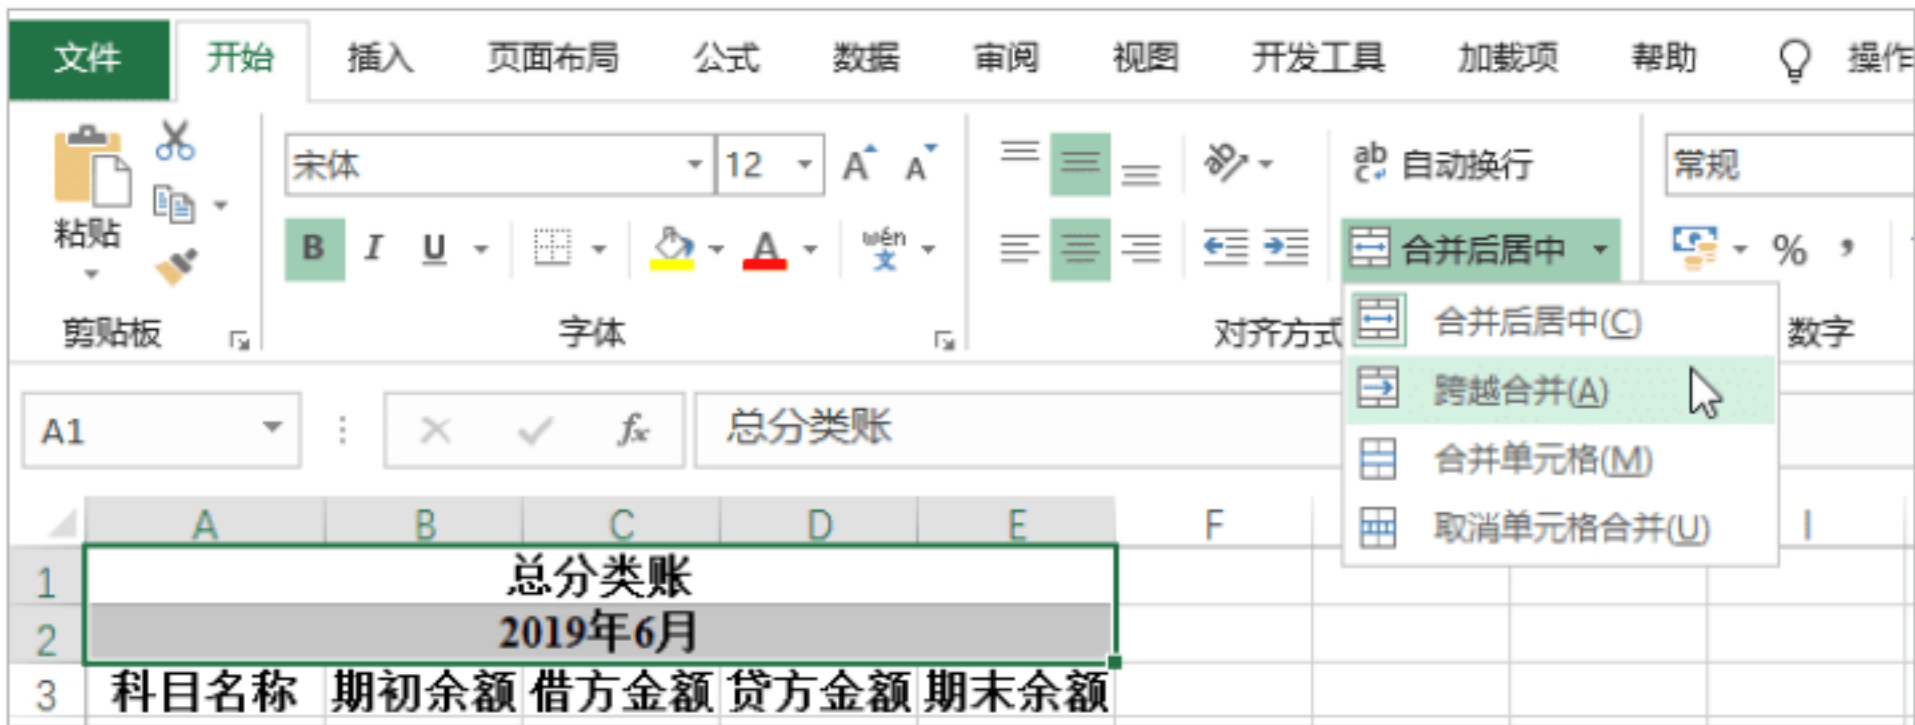 文件 开始 插入 页面布局 公式 数据 审阅 视图 开发工具 加载项 帮助 操作
宋体 12 A A ab 自动换行 常规
粘贴 B I U A wén 文 合并后居中 % ,
剪贴板 字体 对齐方式 数字
合并后居中(C)
跨越合并(A)
合并单元格(M)
取消单元格合并(U)
A1 fx 总分类账
A B C D E F I
1 总分类账
2 2019年6月
3 科目名称 期初余额 借方金额 贷方金额 期末余额